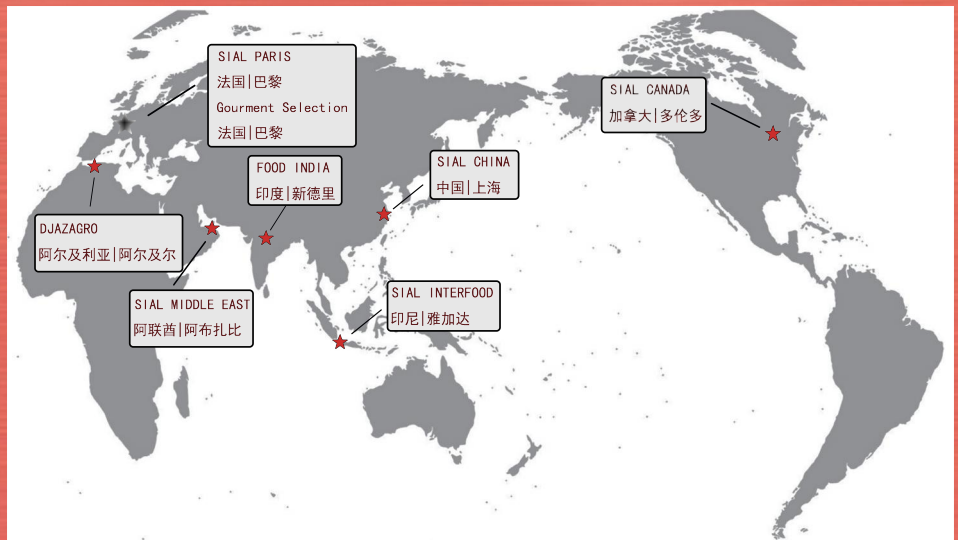 SIAL PARIS
法国|巴黎
Gourment Selection
法国|巴黎
SIAL CANADA
加拿大|多伦多
FOOD INDIA
印度|新德里
SIAL CHINA
中国|上海
DJAZAGRO
阿尔及利亚|阿尔及尔
SIAL MIDDLE EAST
阿联酋|阿布扎比
SIAL INTERFOOD
印尼|雅加达